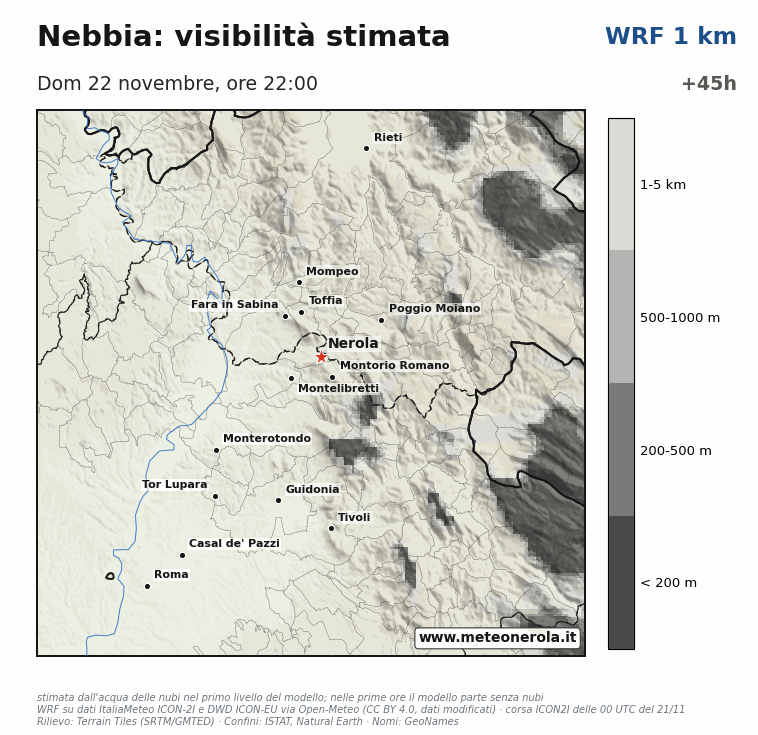 Nebbia: visibilità stimata
WRF 1 km
Dom 22 novembre, ore 22:00
+45h
Rieti
1-5 km
Mompeo
Fara in Sabina
Toffia
Poggio Moiano
500-1000 m
Nerola
Montorio Romano
Montelibretti
Monterotondo
200-500 m
Tor Lupara
Guidonia
Tivoli
Casal de' Pazzi
Roma
< 200 m
www.meteonerola.it
stimata dall'acqua delle nubi nel primo livello del modello; nelle prime ore il modello parte senza nubi
WRF su dati ItaliaMeteo ICON-2I e DWD ICON-EU via Open-Meteo (CC BY 4.0, dati modificati) · corsa ICON2I delle 00 UTC del 21/11
Rilievo: Terrain Tiles (SRTM/GMTED) · Confini: ISTAT, Natural Earth · Nomi: GeoNames